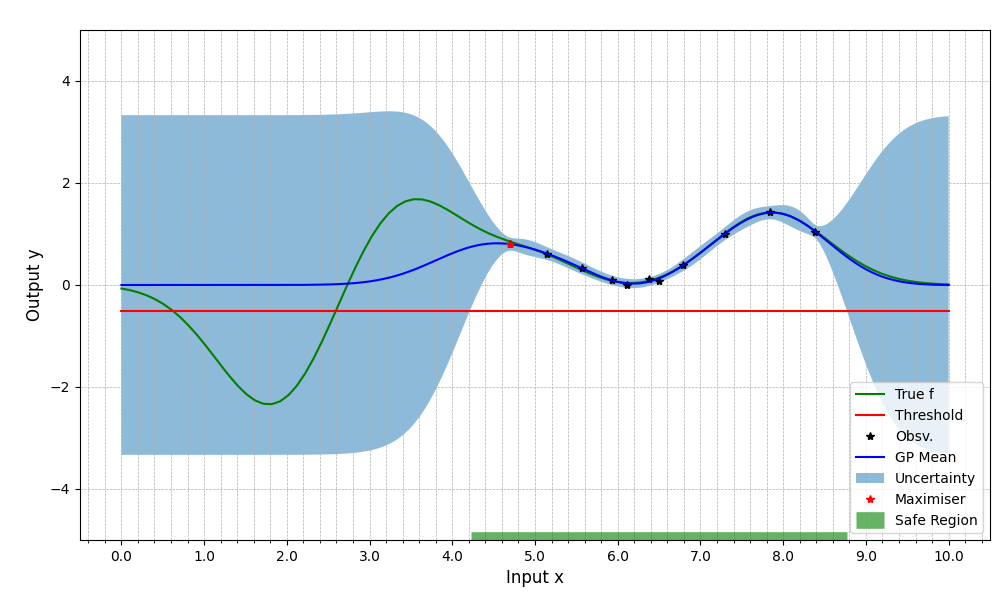 Output y
4
2
0
−2
−4
True f
Threshold
Obsv.
GP Mean
Uncertainty
Maximiser
Safe Region
0.0 1.0 2.0 3.0 4.0 5.0 6.0 7.0 8.0 9.0 10.0
Input x